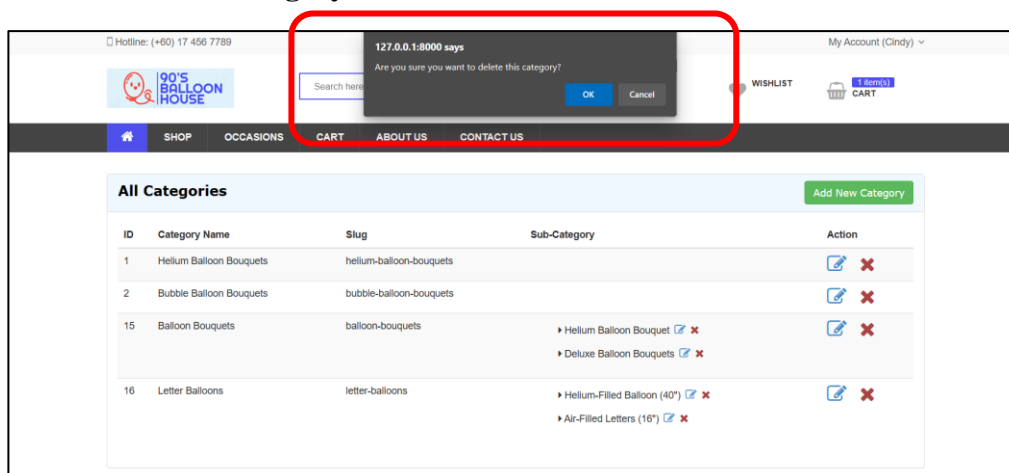 Hotline: (+60) 17 456 7789
127.0.0.1:8000 says
My Account (Cindy)
Are you sure you want to delete this category?
90'S
BALLOON
HOUSE
Search here
OK
Cancel
WISHLIST
1 item(s)
CART
SHOP OCCASIONS CART ABOUT US CONTACT US
All Categories
Add New Category
ID Category Name Slug Sub-Category Action
1 Helium Balloon Bouquets helium-balloon-bouquets
2 Bubble Balloon Bouquets bubble-balloon-bouquets
15 Balloon Bouquets balloon-bouquets Helium Balloon Bouquet
Deluxe Balloon Bouquets
16 Letter Balloons letter-balloons Helium-Filled Balloon (40")
Air-Filled Letters (16")